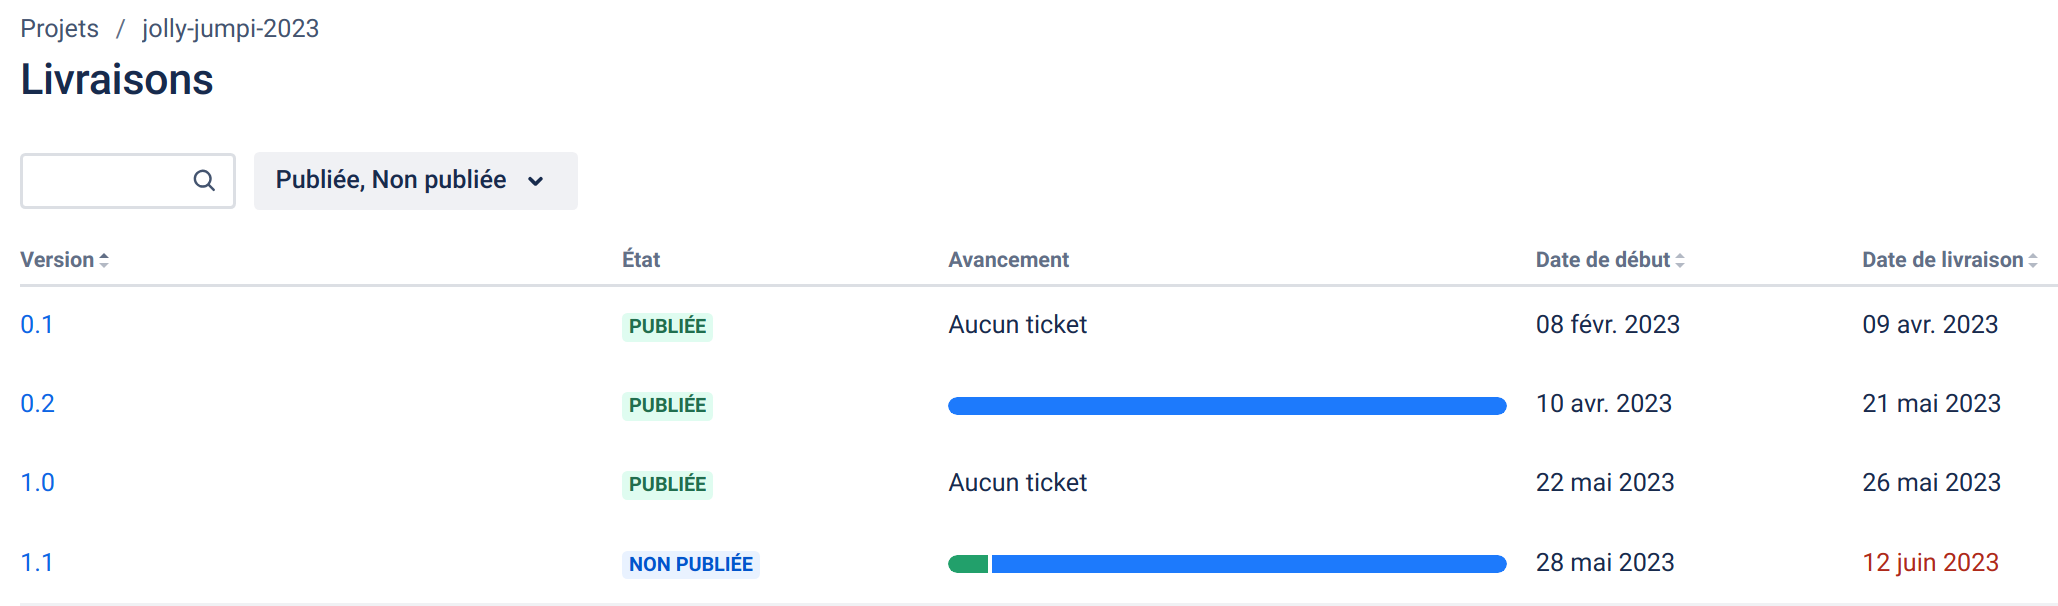 Projets / jolly-jumpi-2023
Livraisons
Publiée, Non publiée
Version État Avancement Date de début Date de livraison
0.1 PUBLIÉE Aucun ticket 08 févr. 2023 09 avr. 2023
0.2 PUBLIÉE 10 avr. 2023 21 mai 2023
1.0 PUBLIÉE Aucun ticket 22 mai 2023 26 mai 2023
1.1 NON PUBLIÉE 28 mai 2023 12 juin 2023